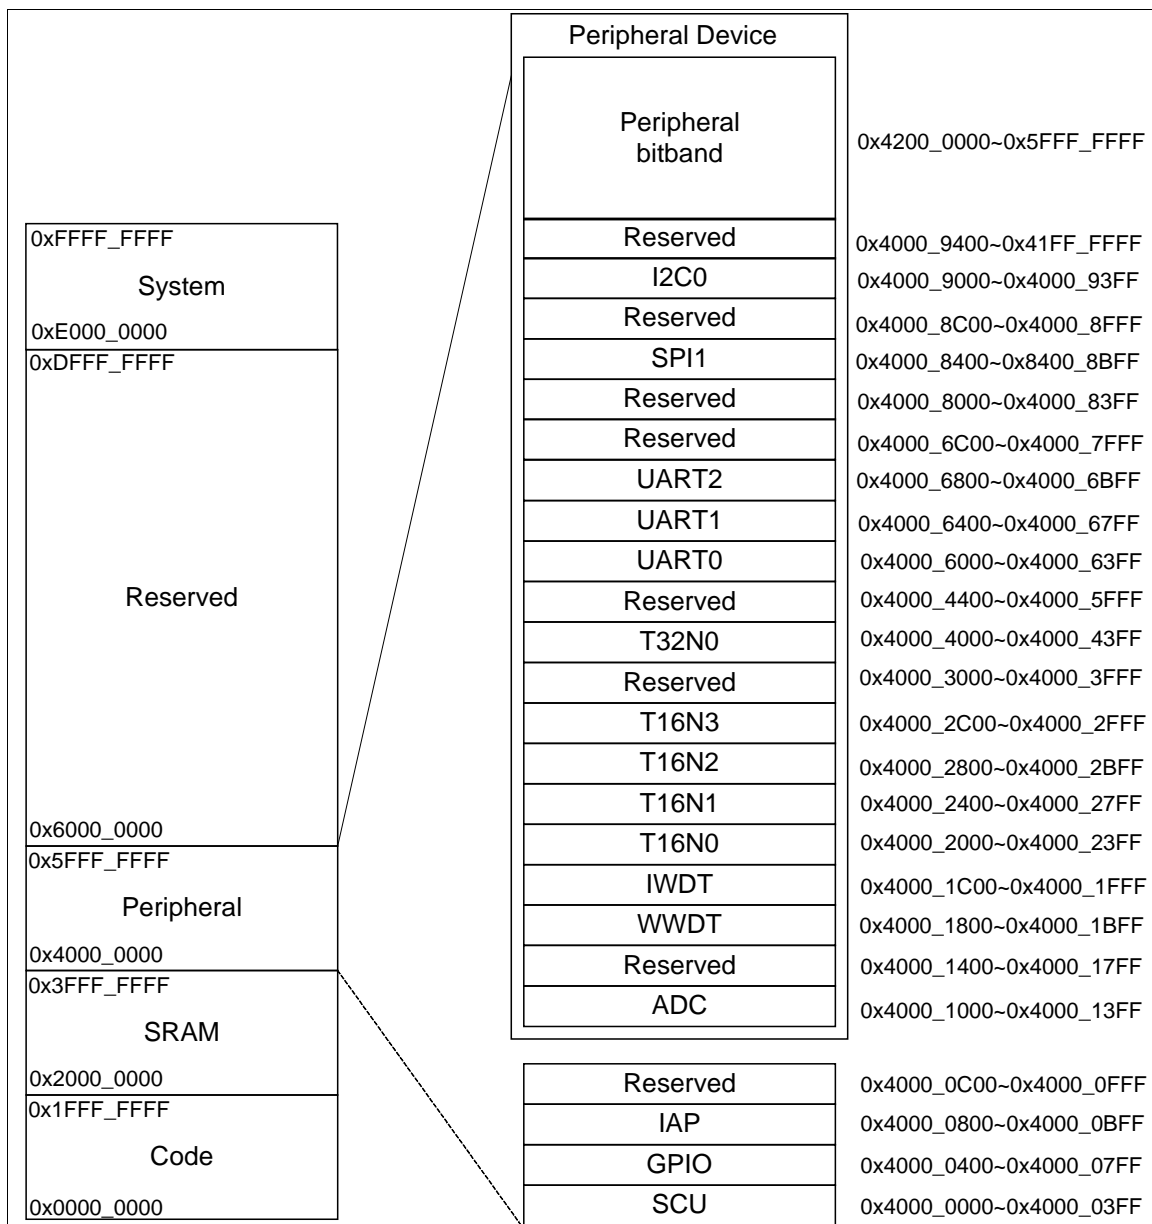 0xFFFF_FFFF
System
0xE000_0000
0xDFFF_FFFF
Reserved
0x6000_0000
0x5FFF_FFFF
Peripheral
0x4000_0000
0x3FFF_FFFF
SRAM
0x2000_0000
0x1FFF_FFFF
Code
0x0000_0000
Peripheral Device
Peripheral
bitband
0x4200_0000~0x5FFF_FFFF
Reserved 0x4000_9400~0x41FF_FFFF
I2C0 0x4000_9000~0x4000_93FF
Reserved 0x4000_8C00~0x4000_8FFF
SPI1 0x4000_8400~0x8400_8BFF
Reserved 0x4000_8000~0x4000_83FF
Reserved 0x4000_6C00~0x4000_7FFF
UART2 0x4000_6800~0x4000_6BFF
UART1 0x4000_6400~0x4000_67FF
UART0 0x4000_6000~0x4000_63FF
Reserved 0x4000_4400~0x4000_5FFF
T32N0 0x4000_4000~0x4000_43FF
Reserved 0x4000_3000~0x4000_3FFF
T16N3 0x4000_2C00~0x4000_2FFF
T16N2 0x4000_2800~0x4000_2BFF
T16N1 0x4000_2400~0x4000_27FF
T16N0 0x4000_2000~0x4000_23FF
IWDT 0x4000_1C00~0x4000_1FFF
WWDT 0x4000_1800~0x4000_1BFF
Reserved 0x4000_1400~0x4000_17FF
ADC 0x4000_1000~0x4000_13FF
Reserved 0x4000_0C00~0x4000_0FFF
IAP 0x4000_0800~0x4000_0BFF
GPIO 0x4000_0400~0x4000_07FF
SCU 0x4000_0000~0x4000_03FF